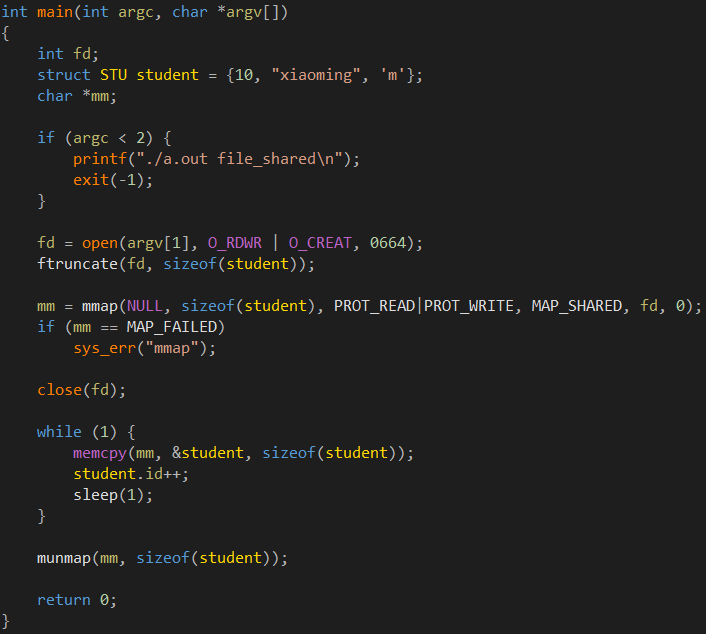 int main(int argc, char *argv[])
{
    int fd;
    struct STU student = {10, "xiaoming", 'm'};
    char *mm;

    if (argc < 2) {
        printf("./a.out file_shared\n");
        exit(-1);
    }

    fd = open(argv[1], O_RDWR | O_CREAT, 0664);
    ftruncate(fd, sizeof(student));

    mm = mmap(NULL, sizeof(student), PROT_READ|PROT_WRITE, MAP_SHARED, fd, 0);
    if (mm == MAP_FAILED)
        sys_err("mmap");

    close(fd);

    while (1) {
        memcpy(mm, &student, sizeof(student));
        student.id++;
        sleep(1);
    }

    munmap(mm, sizeof(student));

    return 0;
}